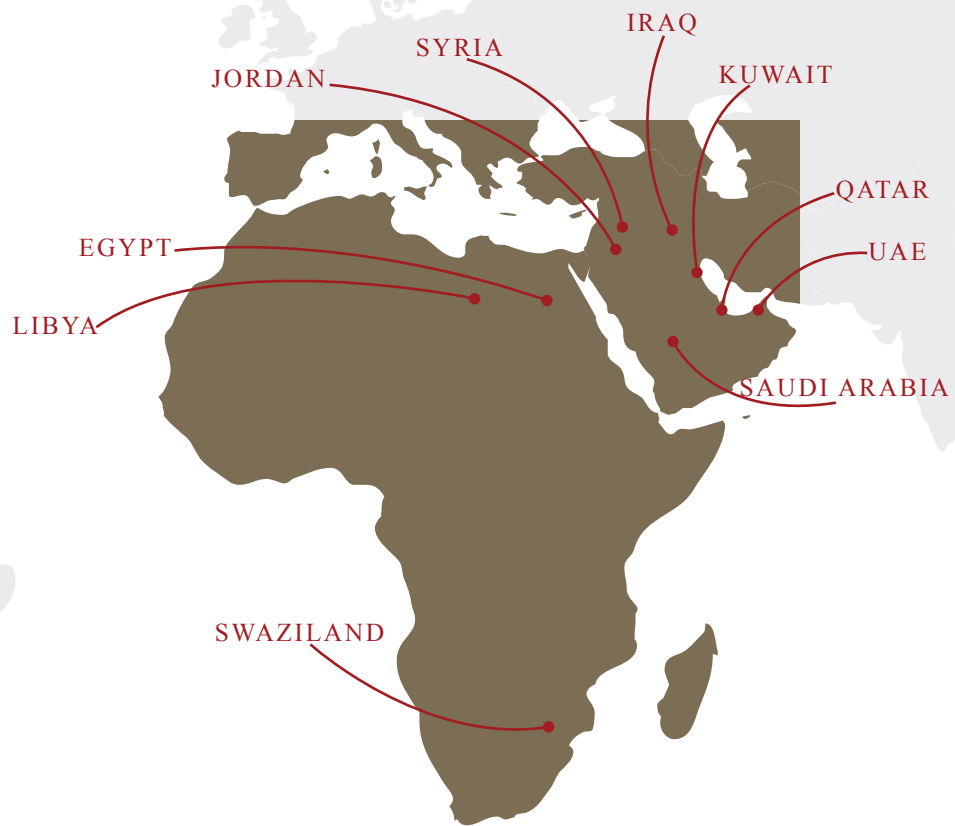 IRAQ
SYRIA
KUWAIT
JORDAN
QATAR
EGYPT
UAE
LIBYA
SAUDI ARABIA
SWAZILAND